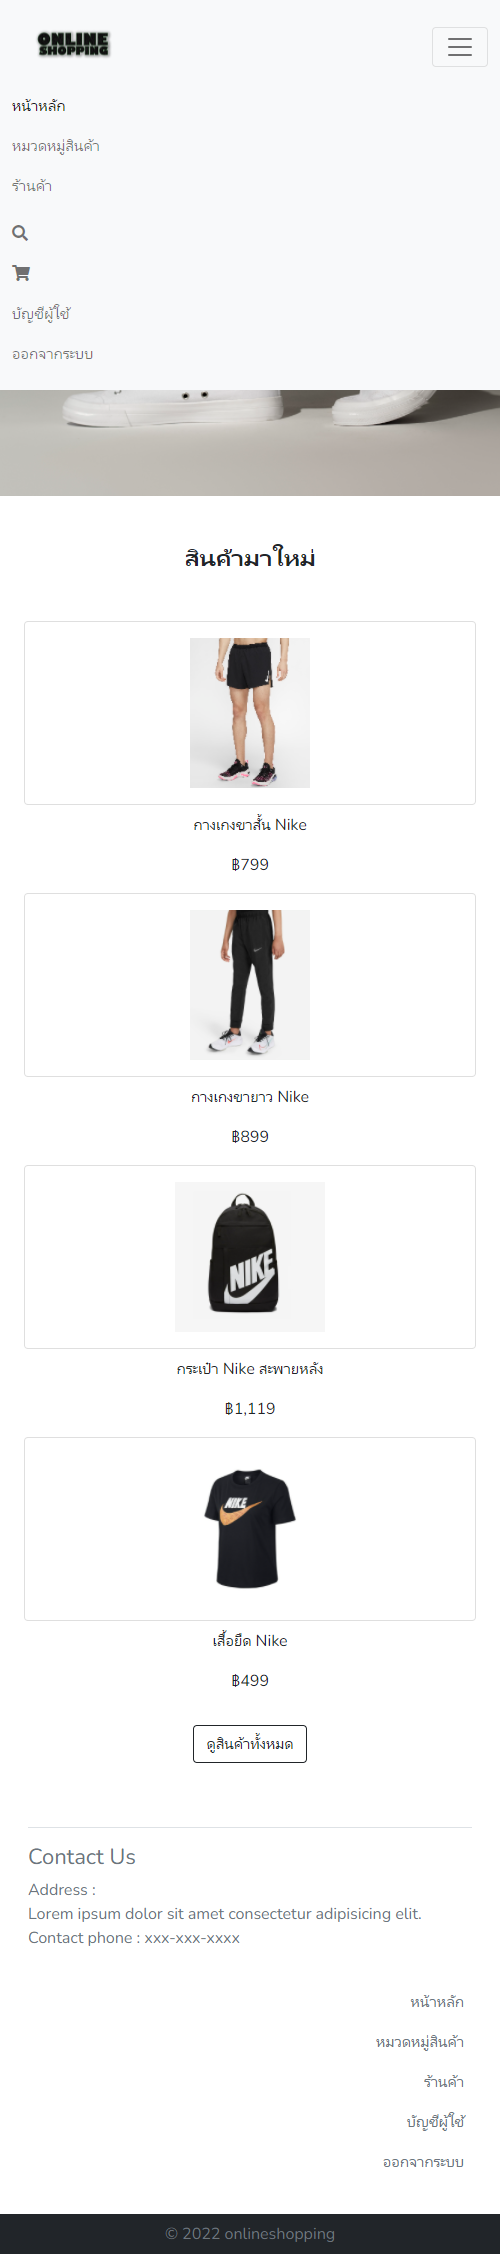 ONLINE
SHOPPING
หน้าหลัก
หมวดหมู่สินค้า
ร้านค้า
บัญชีผู้ใช้
ออกจากระบบ
สินค้ามาใหม่
กางเกงขาสั้น Nike
฿799
กางเกงขายาว Nike
฿899
NIKE
กระเป๋า Nike สะพายหลัง
฿1,119
NIKE
เสื้อยืด Nike
฿499
ดูสินค้าทั้งหมด
Contact Us
Address :
Lorem ipsum dolor sit amet consectetur adipisicing elit.
Contact phone : xxx-xxx-xxxx
หน้าหลัก
หมวดหมู่สินค้า
ร้านค้า
บัญชีผู้ใช้
ออกจากระบบ
© 2022 onlineshopping